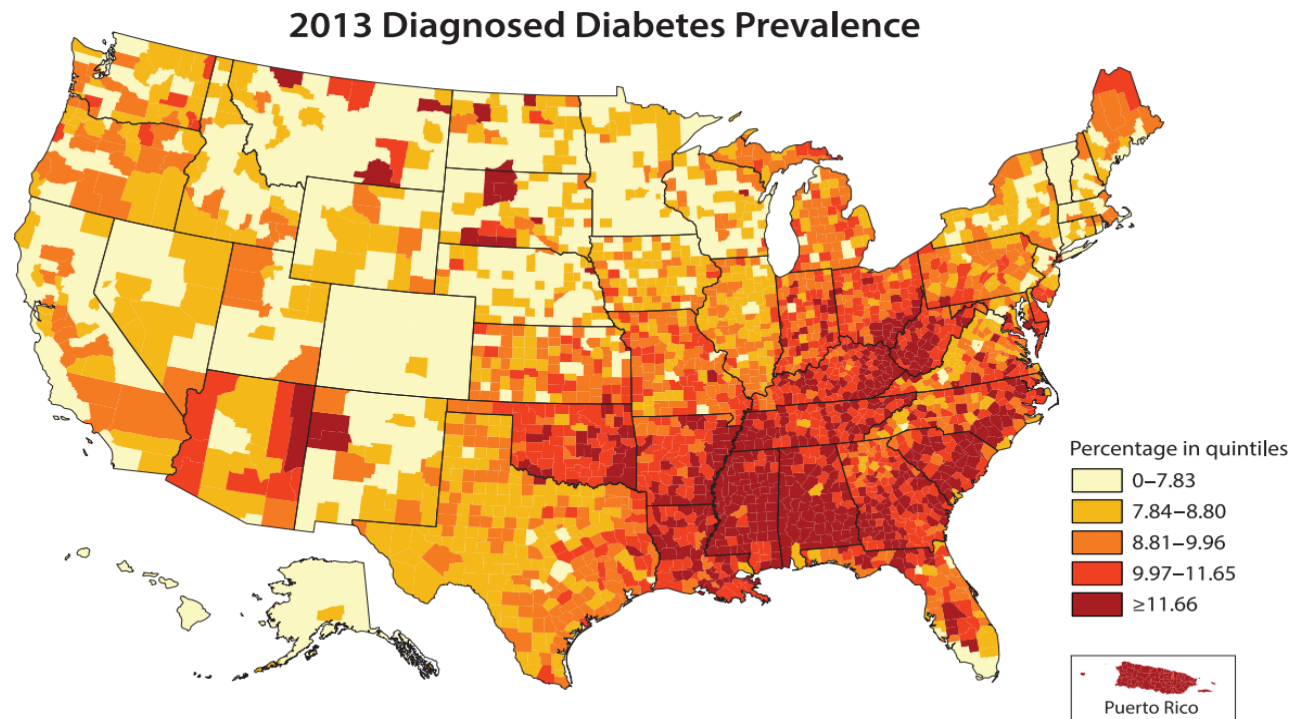 2013 Diagnosed Diabetes Prevalence
Percentage in quintiles
0–7.83
7.84–8.80
8.81–9.96
9.97–11.65
≥11.66
Puerto Rico